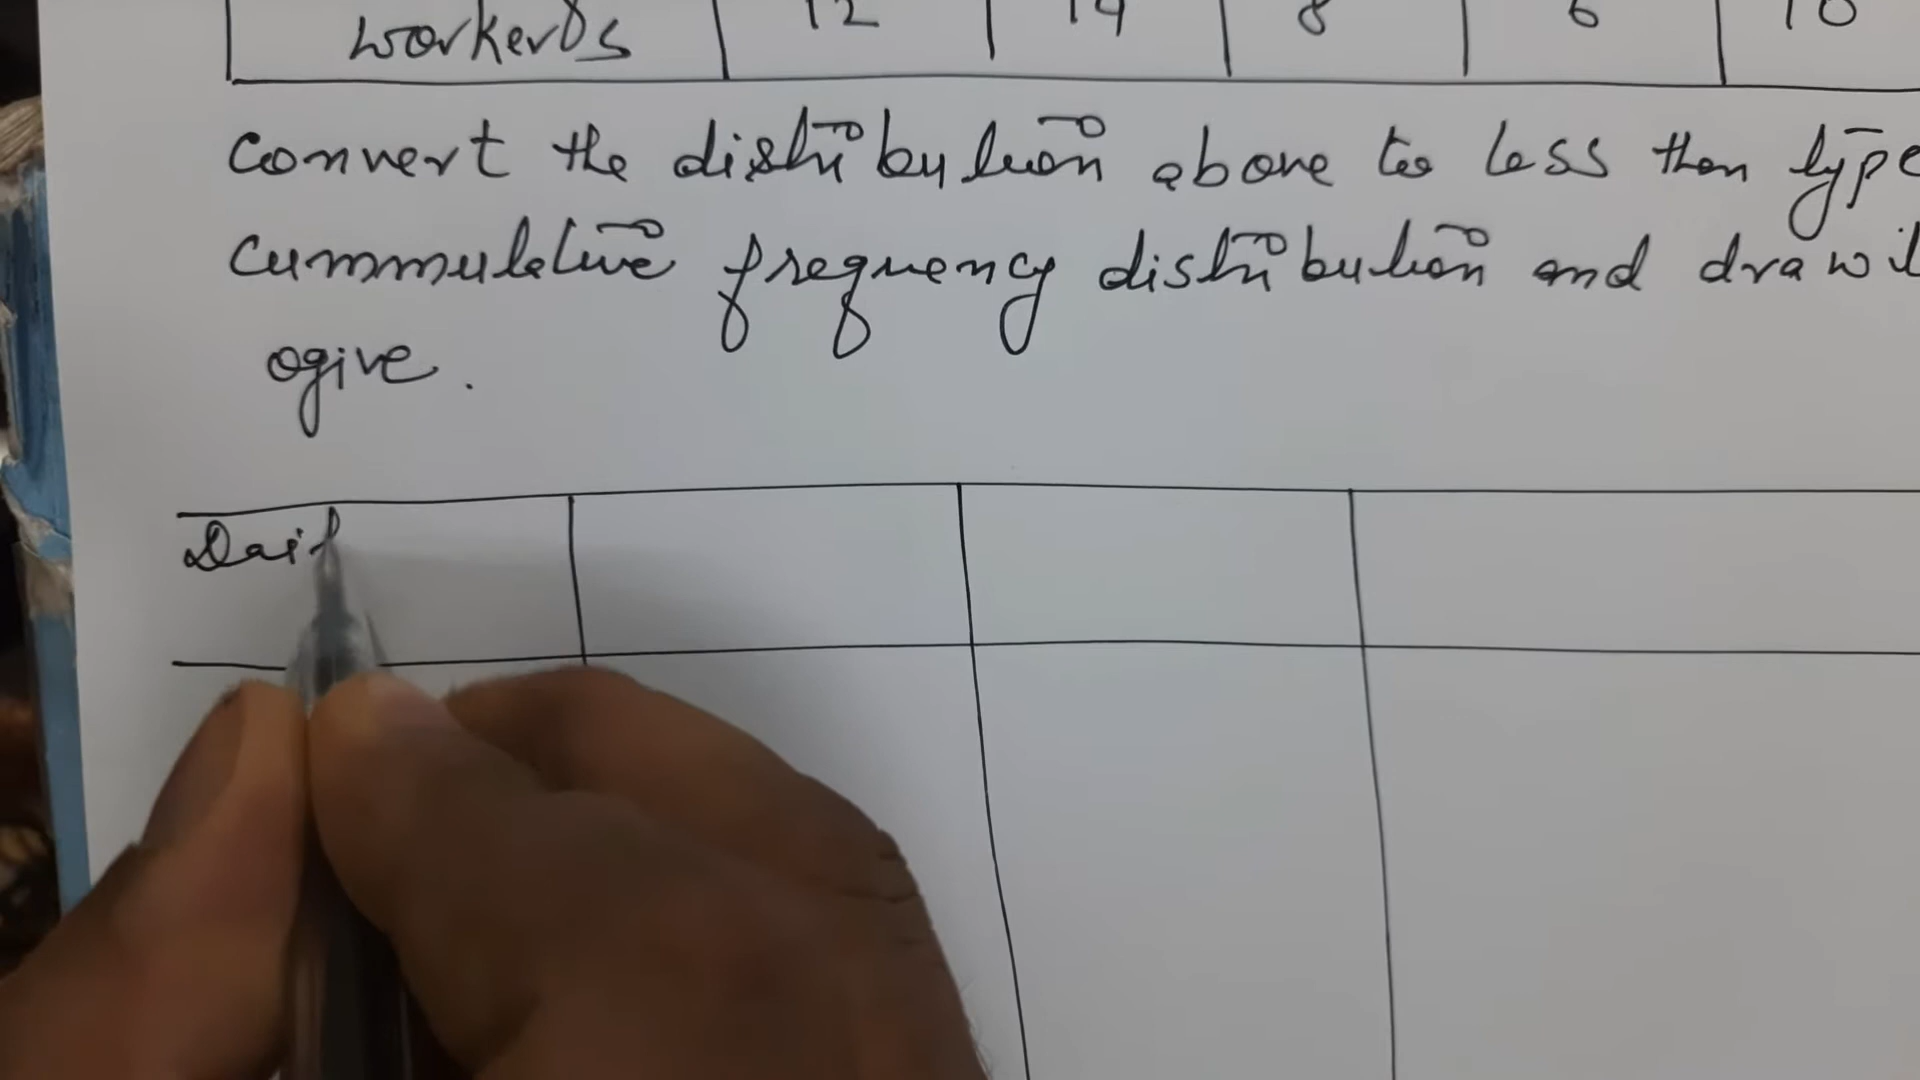 workers 12 14 8 6 10
Convert the distribution above to less than type
cummulative frequency distribution and draw it
ogive.
Dail